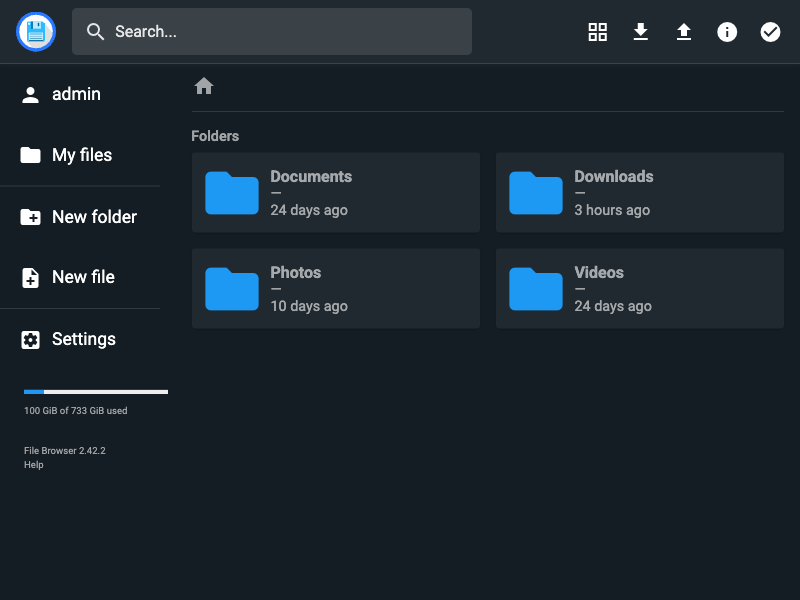 Search...
admin
My files
New folder
New file
Settings
100 GiB of 733 GiB used
File Browser 2.42.2
Help
Folders
Documents
—
24 days ago
Downloads
—
3 hours ago
Photos
—
10 days ago
Videos
—
24 days ago